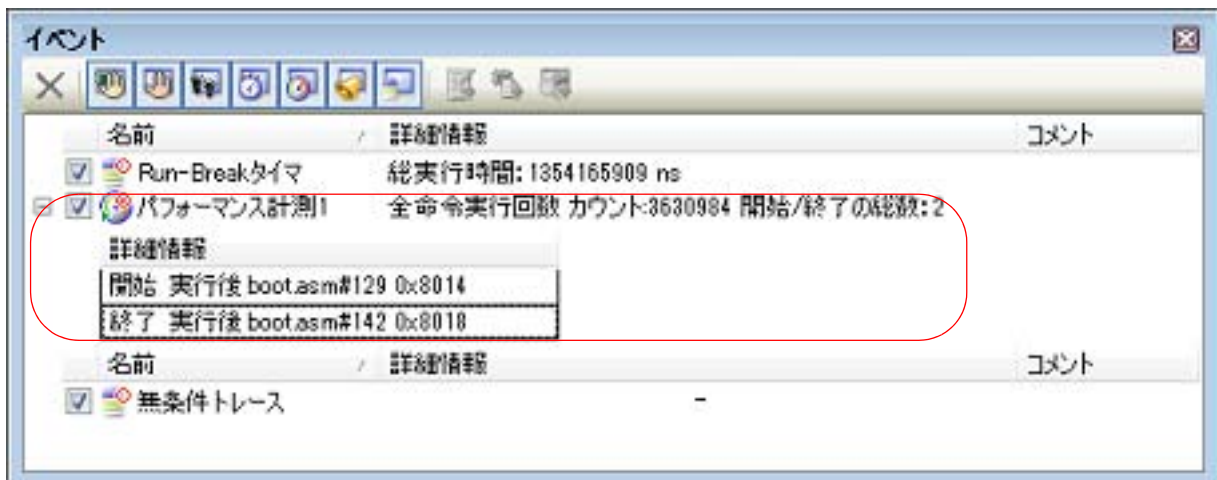 イベント
名前 詳細情報 コメント
Run-Breakタイマ 総実行時間: 1354165909 ns
パフォーマンス計測1 全命令実行回数 カウント:3630984 開始/終了の総数: 2
詳細情報
開始 実行後 boot.asm#129 0x8014
終了 実行後 boot.asm#142 0x8018
名前 詳細情報 コメント
無条件トレース -